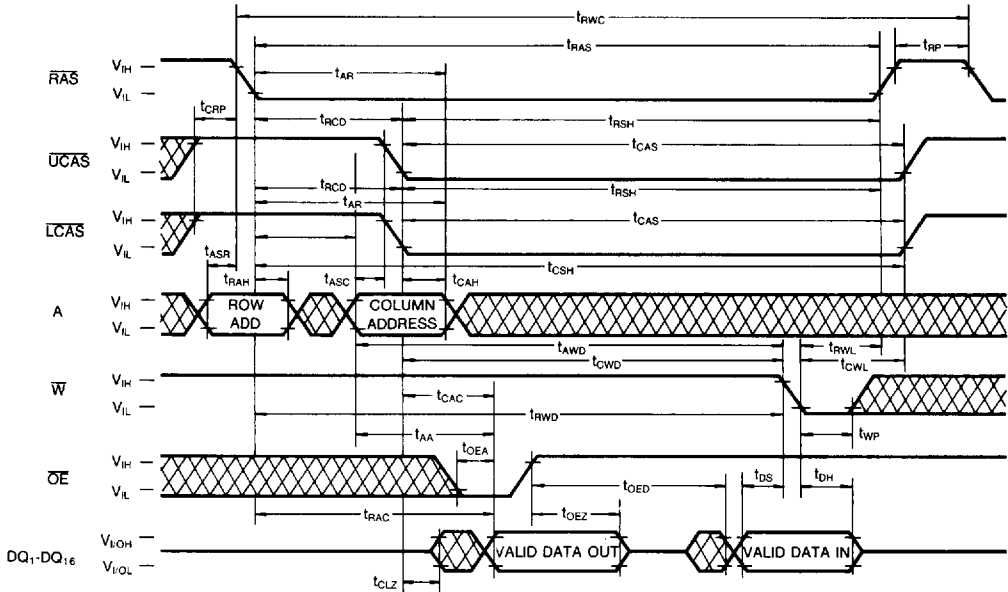 tRWC
tRAS
tRP
RAS
VIH
VIL
tAR
tCRP
tRCD
tRSH
UCAS
VIH
VIL
tCAS
tRCD
tRSH
tAR
LCAS
VIH
VIL
tCAS
tASR
tCSH
tRAH
tASC
tCAH
A
VIH
VIL
ROW
ADD
COLUMN
ADDRESS
tAWD
tRWL
tCWD
tCWL
W
VIH
VIL
tCAC
tRWD
tAA
tWP
tOEA
OE
VIH
VIL
tOED
tDS
tDH
tRAC
tOEZ
DQ1-DQ16
VI/OH
VI/OL
VALID DATA OUT
VALID DATA IN
tCLZ